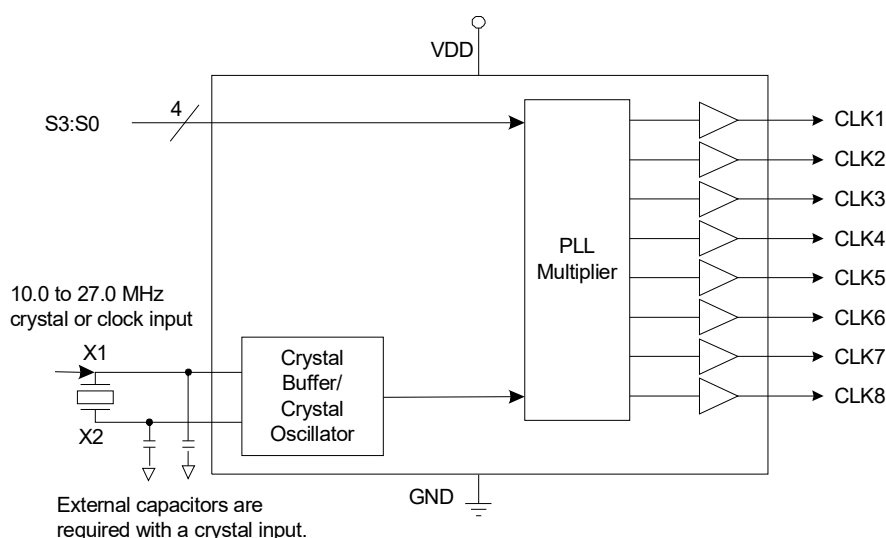 VDD
4
S3:S0
CLK1
CLK2
CLK3
CLK4
CLK5
CLK6
CLK7
CLK8
PLL
Multiplier
10.0 to 27.0 MHz
crystal or clock input
X1
X2
Crystal
Buffer/
Crystal
Oscillator
GND
External capacitors are
required with a crystal input.